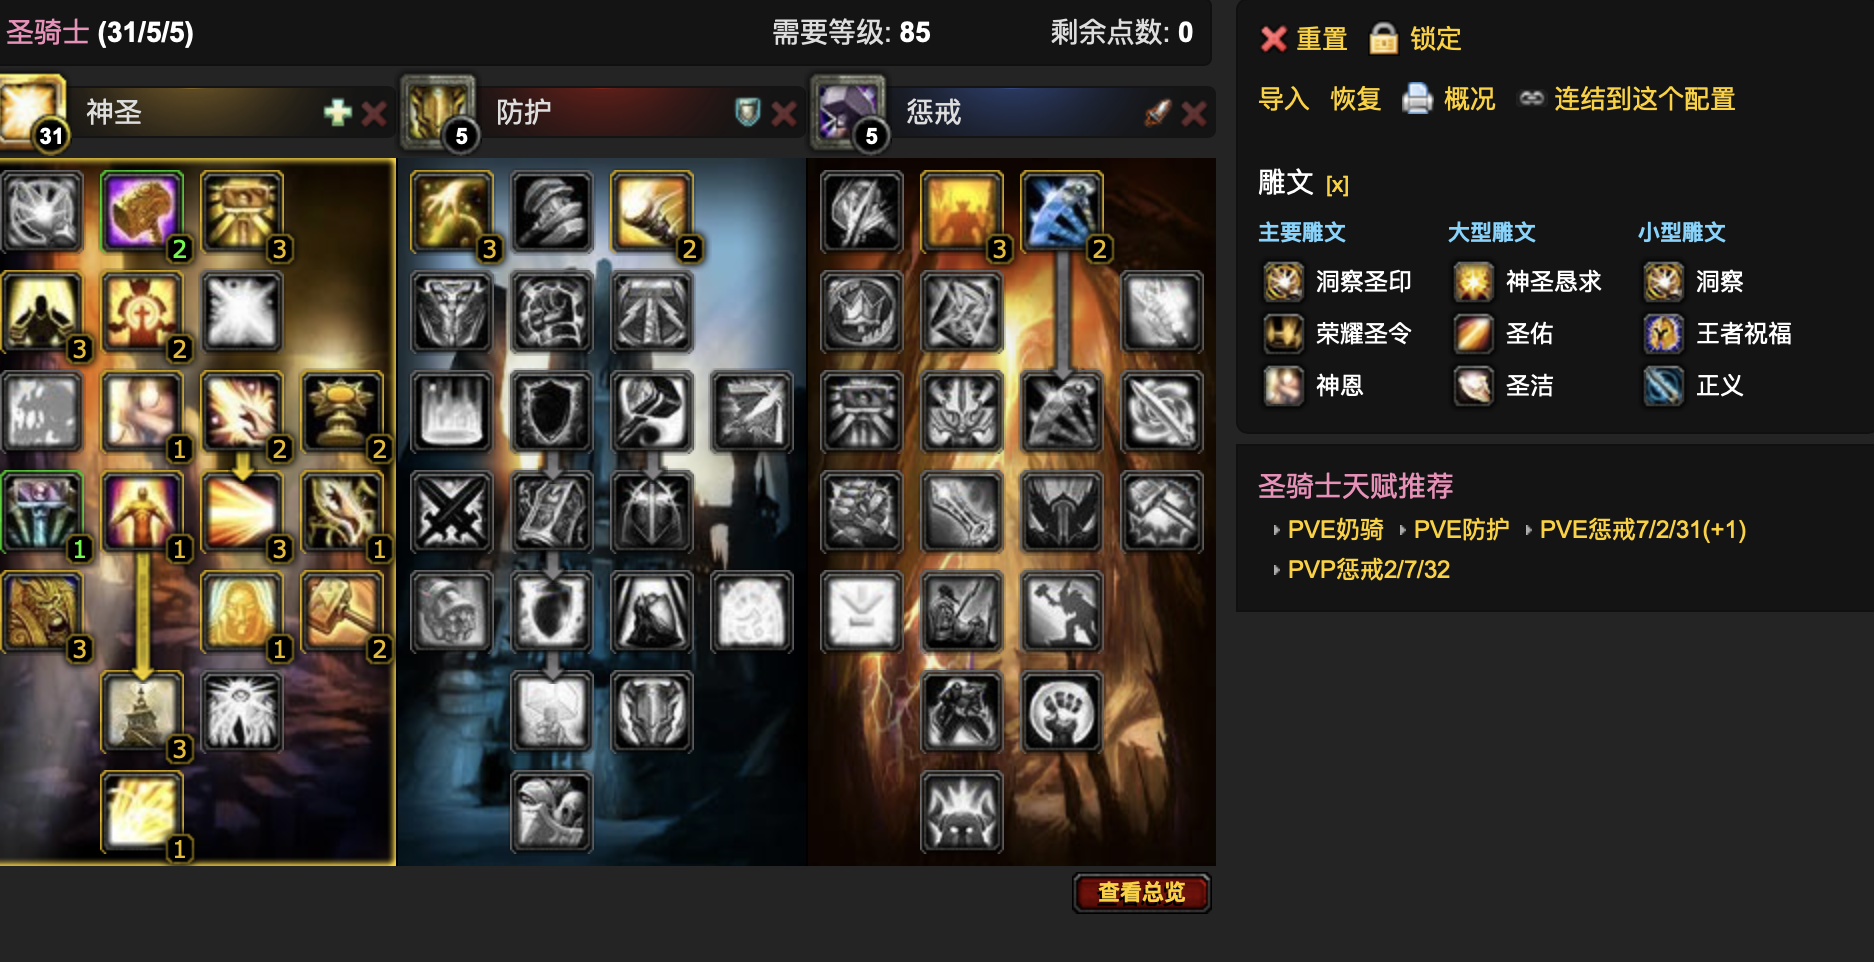 圣骑士 (31/5/5) 需要等级: 85 剩余点数: 0
31 神圣 5 防护 5 惩戒
2 3 3 2 3 2
3 2
1 2 2
1 1 3 1
3 1 2
3
1
查看总览
重置 锁定
导入 恢复 概况 连结到这个配置
雕文 [x]
主要雕文 大型雕文 小型雕文
洞察圣印 神圣恳求 洞察
荣耀圣令 圣佑 王者祝福
神恩 圣洁 正义
圣骑士天赋推荐
PVE奶骑 PVE防护 PVE惩戒7/2/31(+1)
PVP惩戒2/7/32